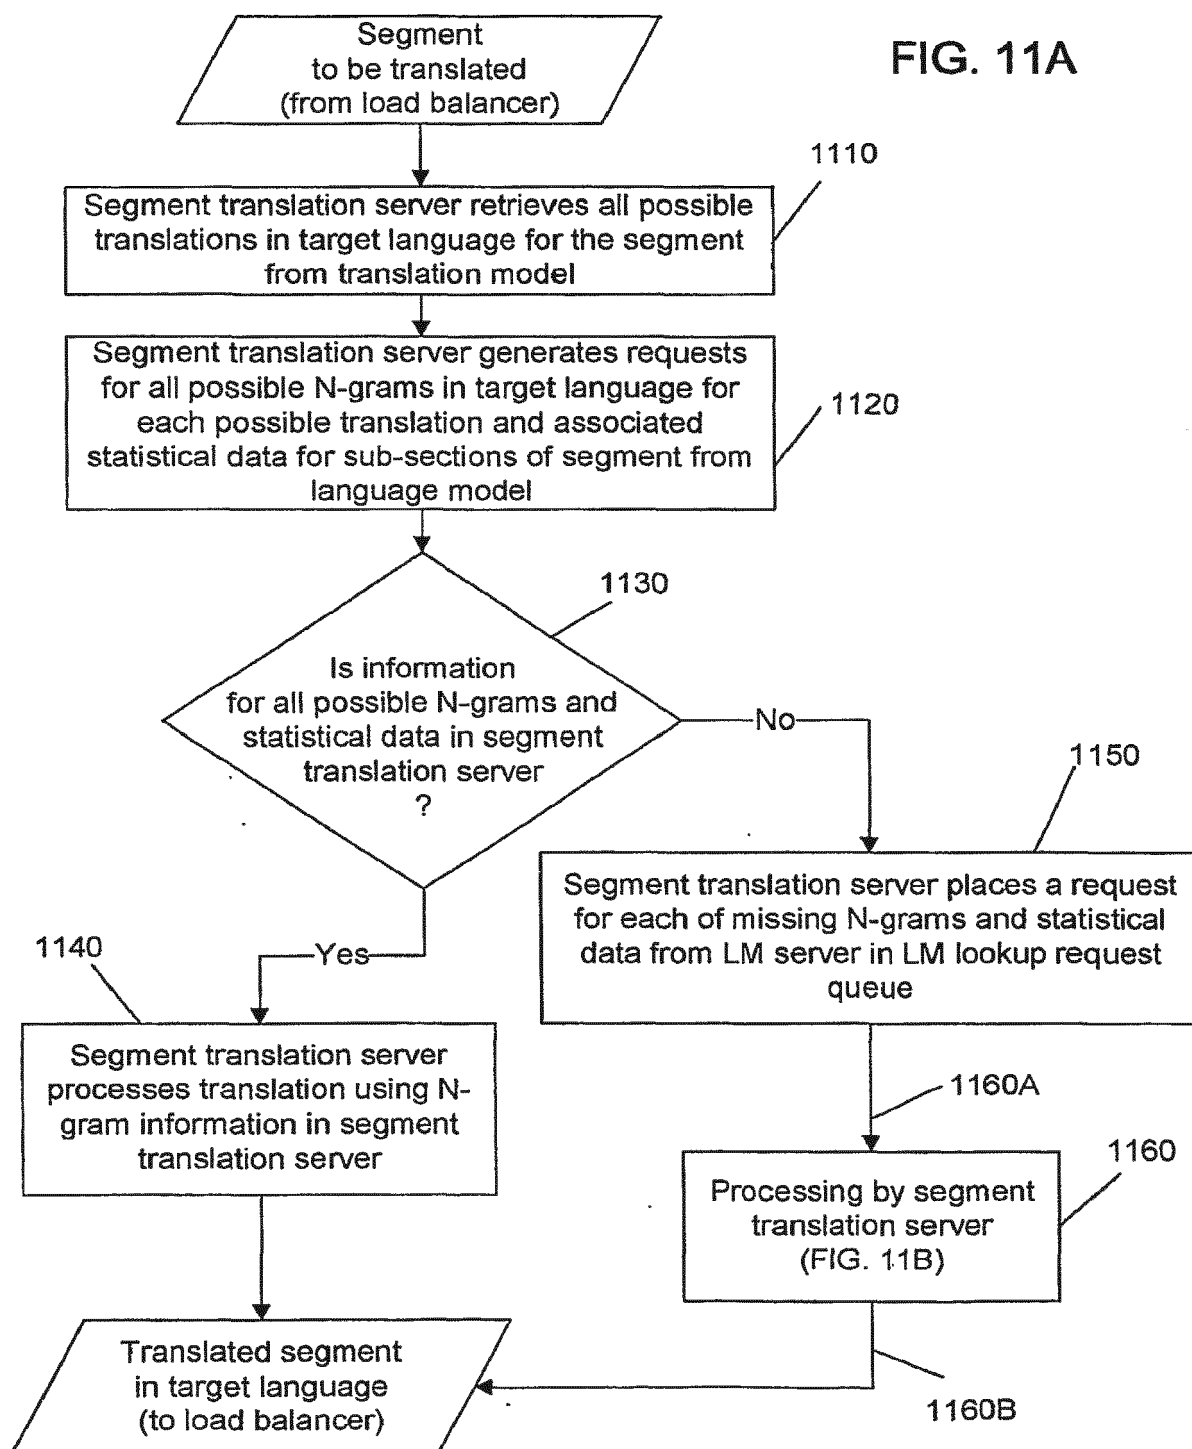 Segment
to be translated
(from load balancer)
FIG. 11A
1110
Segment translation server retrieves all possible
translations in target language for the segment
from translation model
Segment translation server generates requests
for all possible N-grams in target language for
each possible translation and associated
statistical data for sub-sections of segment from
language model
1120
1130
Is information
for all possible N-grams and
statistical data in segment
translation server
?
No
1150
Segment translation server places a request
for each of missing N-grams and statistical
data from LM server in LM lookup request
queue
Yes
1140
Segment translation server
processes translation using N-
gram information in segment
translation server
1160A
1160
Processing by segment
translation server
(FIG. 11B)
Translated segment
in target language
(to load balancer)
1160B